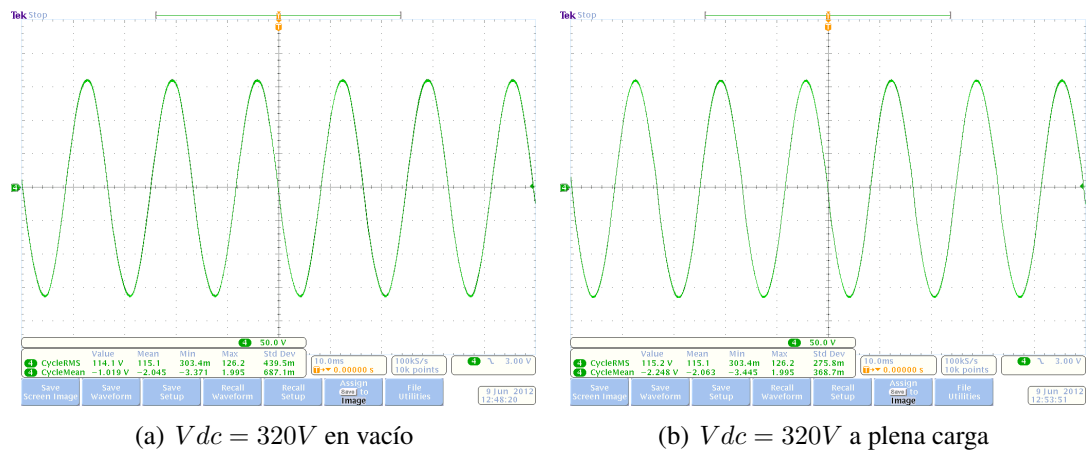 Tek Stop
T
4
4 50.0 V
Value Mean Min Max Std Dev
4 CycleRMS 114.1 V 115.1 303.4m 126.2 439.5m
4 CycleMean −1.019 V −2.045 −3.371 1.995 687.1m
10.0ms
T→▼ 0.00000 s
100kS/s
10k points
4 3.00 V
Save Screen Image
Save Waveform
Save Setup
Recall Waveform
Recall Setup
Assign Save to Image
File Utilities
9 Jun 2012
12:48:20
(a) Vdc = 320V en vacío
Tek Stop
T
4
4 50.0 V
Value Mean Min Max Std Dev
4 CycleRMS 115.2 V 115.1 303.4m 126.2 275.8m
4 CycleMean −2.248 V −2.063 −3.445 1.995 368.7m
10.0ms
T→▼ 0.00000 s
100kS/s
10k points
4 3.00 V
Save Screen Image
Save Waveform
Save Setup
Recall Waveform
Recall Setup
Assign Save to Image
File Utilities
9 Jun 2012
12:53:51
(b) Vdc = 320V a plena carga